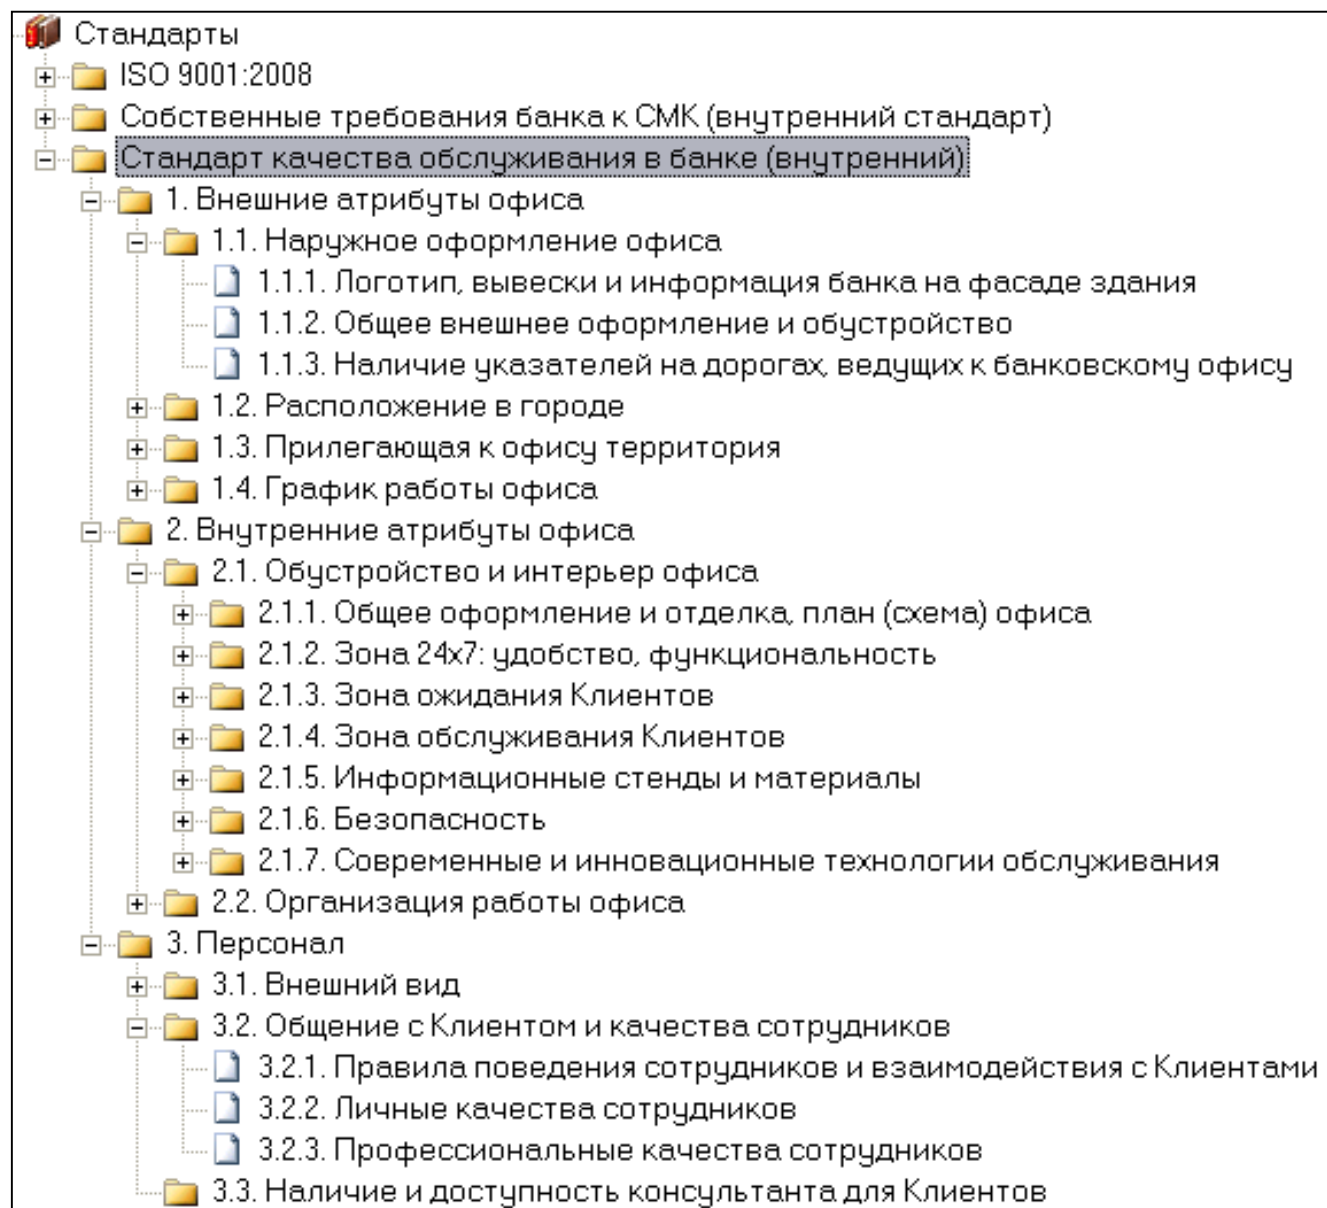 Стандарты
ISO 9001:2008
Собственные требования банка к СМК (внутренний стандарт)
Стандарт качества обслуживания в банке (внутренний)
1. Внешние атрибуты офиса
1.1. Наружное оформление офиса
1.1.1. Логотип, вывески и информация банка на фасаде здания
1.1.2. Общее внешнее оформление и обустройство
1.1.3. Наличие указателей на дорогах, ведущих к банковскому офису
1.2. Расположение в городе
1.3. Прилегающая к офису территория
1.4. График работы офиса
2. Внутренние атрибуты офиса
2.1. Обустройство и интерьер офиса
2.1.1. Общее оформление и отделка, план (схема) офиса
2.1.2. Зона 24х7: удобство, функциональность
2.1.3. Зона ожидания Клиентов
2.1.4. Зона обслуживания Клиентов
2.1.5. Информационные стенды и материалы
2.1.6. Безопасность
2.1.7. Современные и инновационные технологии обслуживания
2.2. Организация работы офиса
3. Персонал
3.1. Внешний вид
3.2. Общение с Клиентом и качества сотрудников
3.2.1. Правила поведения сотрудников и взаимодействия с Клиентами
3.2.2. Личные качества сотрудников
3.2.3. Профессиональные качества сотрудников
3.3. Наличие и доступность консультанта для Клиентов